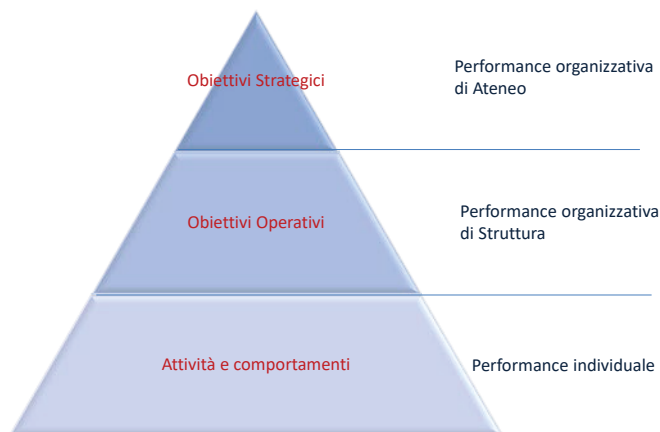 Obiettivi Strategici
Performance organizzativa
di Ateneo
Obiettivi Operativi
Performance organizzativa
di Struttura
Attività e comportamenti
Performance individuale